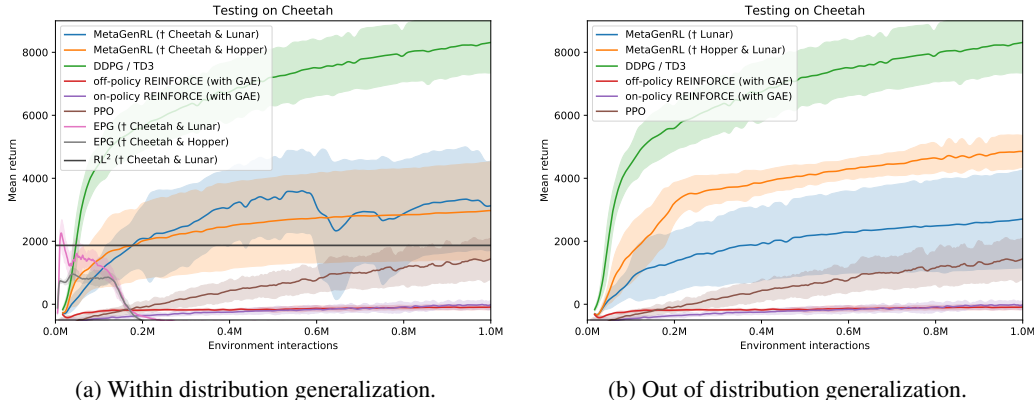 Testing on Cheetah
8000
6000
4000
2000
0
Mean return
MetaGenRL († Cheetah & Lunar)
MetaGenRL († Cheetah & Hopper)
DDPG / TD3
off-policy REINFORCE (with GAE)
on-policy REINFORCE (with GAE)
PPO
EPG († Cheetah & Lunar)
EPG († Cheetah & Hopper)
RL² († Cheetah & Lunar)
0.0M 0.2M 0.4M 0.6M 0.8M 1.0M
Environment interactions
(a) Within distribution generalization.
Testing on Cheetah
8000
6000
4000
2000
0
Mean return
MetaGenRL († Lunar)
MetaGenRL († Hopper & Lunar)
DDPG / TD3
off-policy REINFORCE (with GAE)
on-policy REINFORCE (with GAE)
PPO
0.0M 0.2M 0.4M 0.6M 0.8M 1.0M
Environment interactions
(b) Out of distribution generalization.